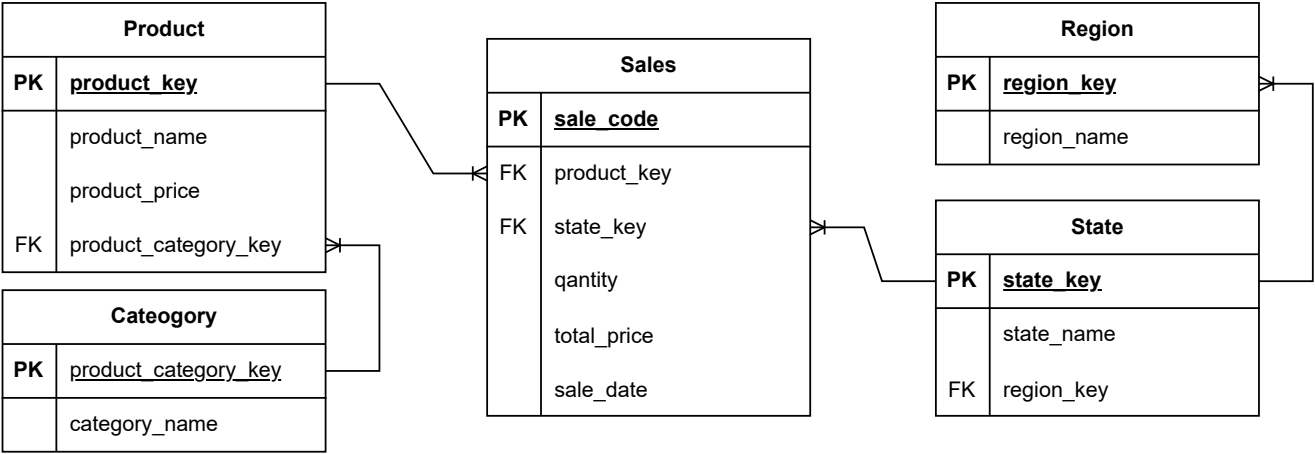 Product
PK product_key
product_name
product_price
FK product_category_key
Cateogory
PK product_category_key
category_name
Sales
PK sale_code
FK product_key
FK state_key
qantity
total_price
sale_date
Region
PK region_key
region_name
State
PK state_key
state_name
FK region_key